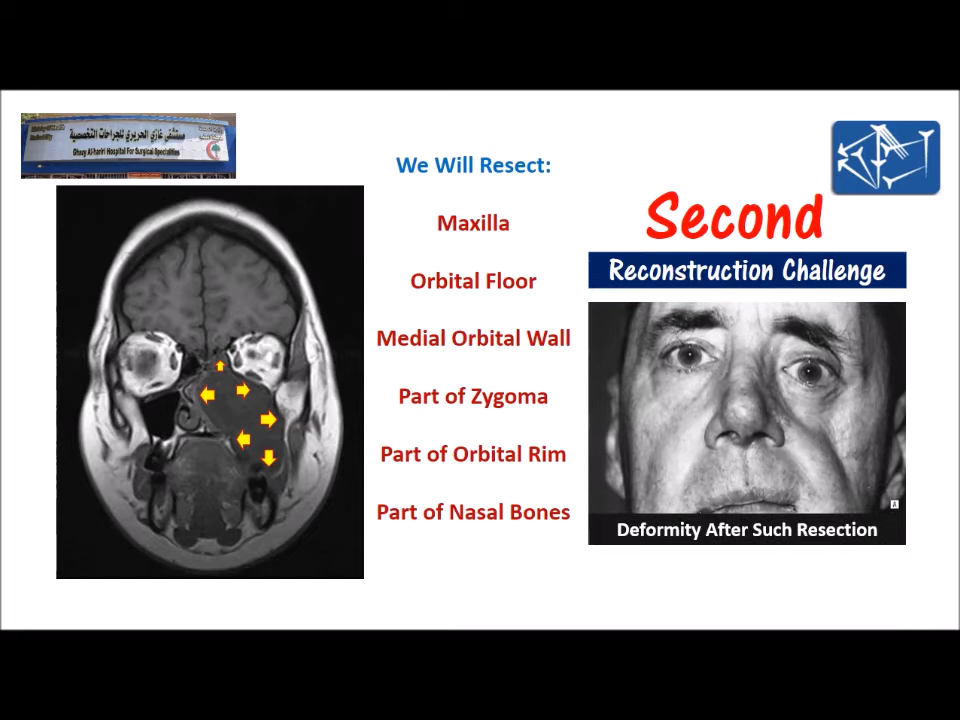 مستشفى غازي الحريري للجراحات التخصصية
Ghazy Al-hariri Hospital For Surgical Specialities
We Will Resect:
Maxilla
Orbital Floor
Medial Orbital Wall
Part of Zygoma
Part of Orbital Rim
Part of Nasal Bones
Second
Reconstruction Challenge
A
Deformity After Such Resection